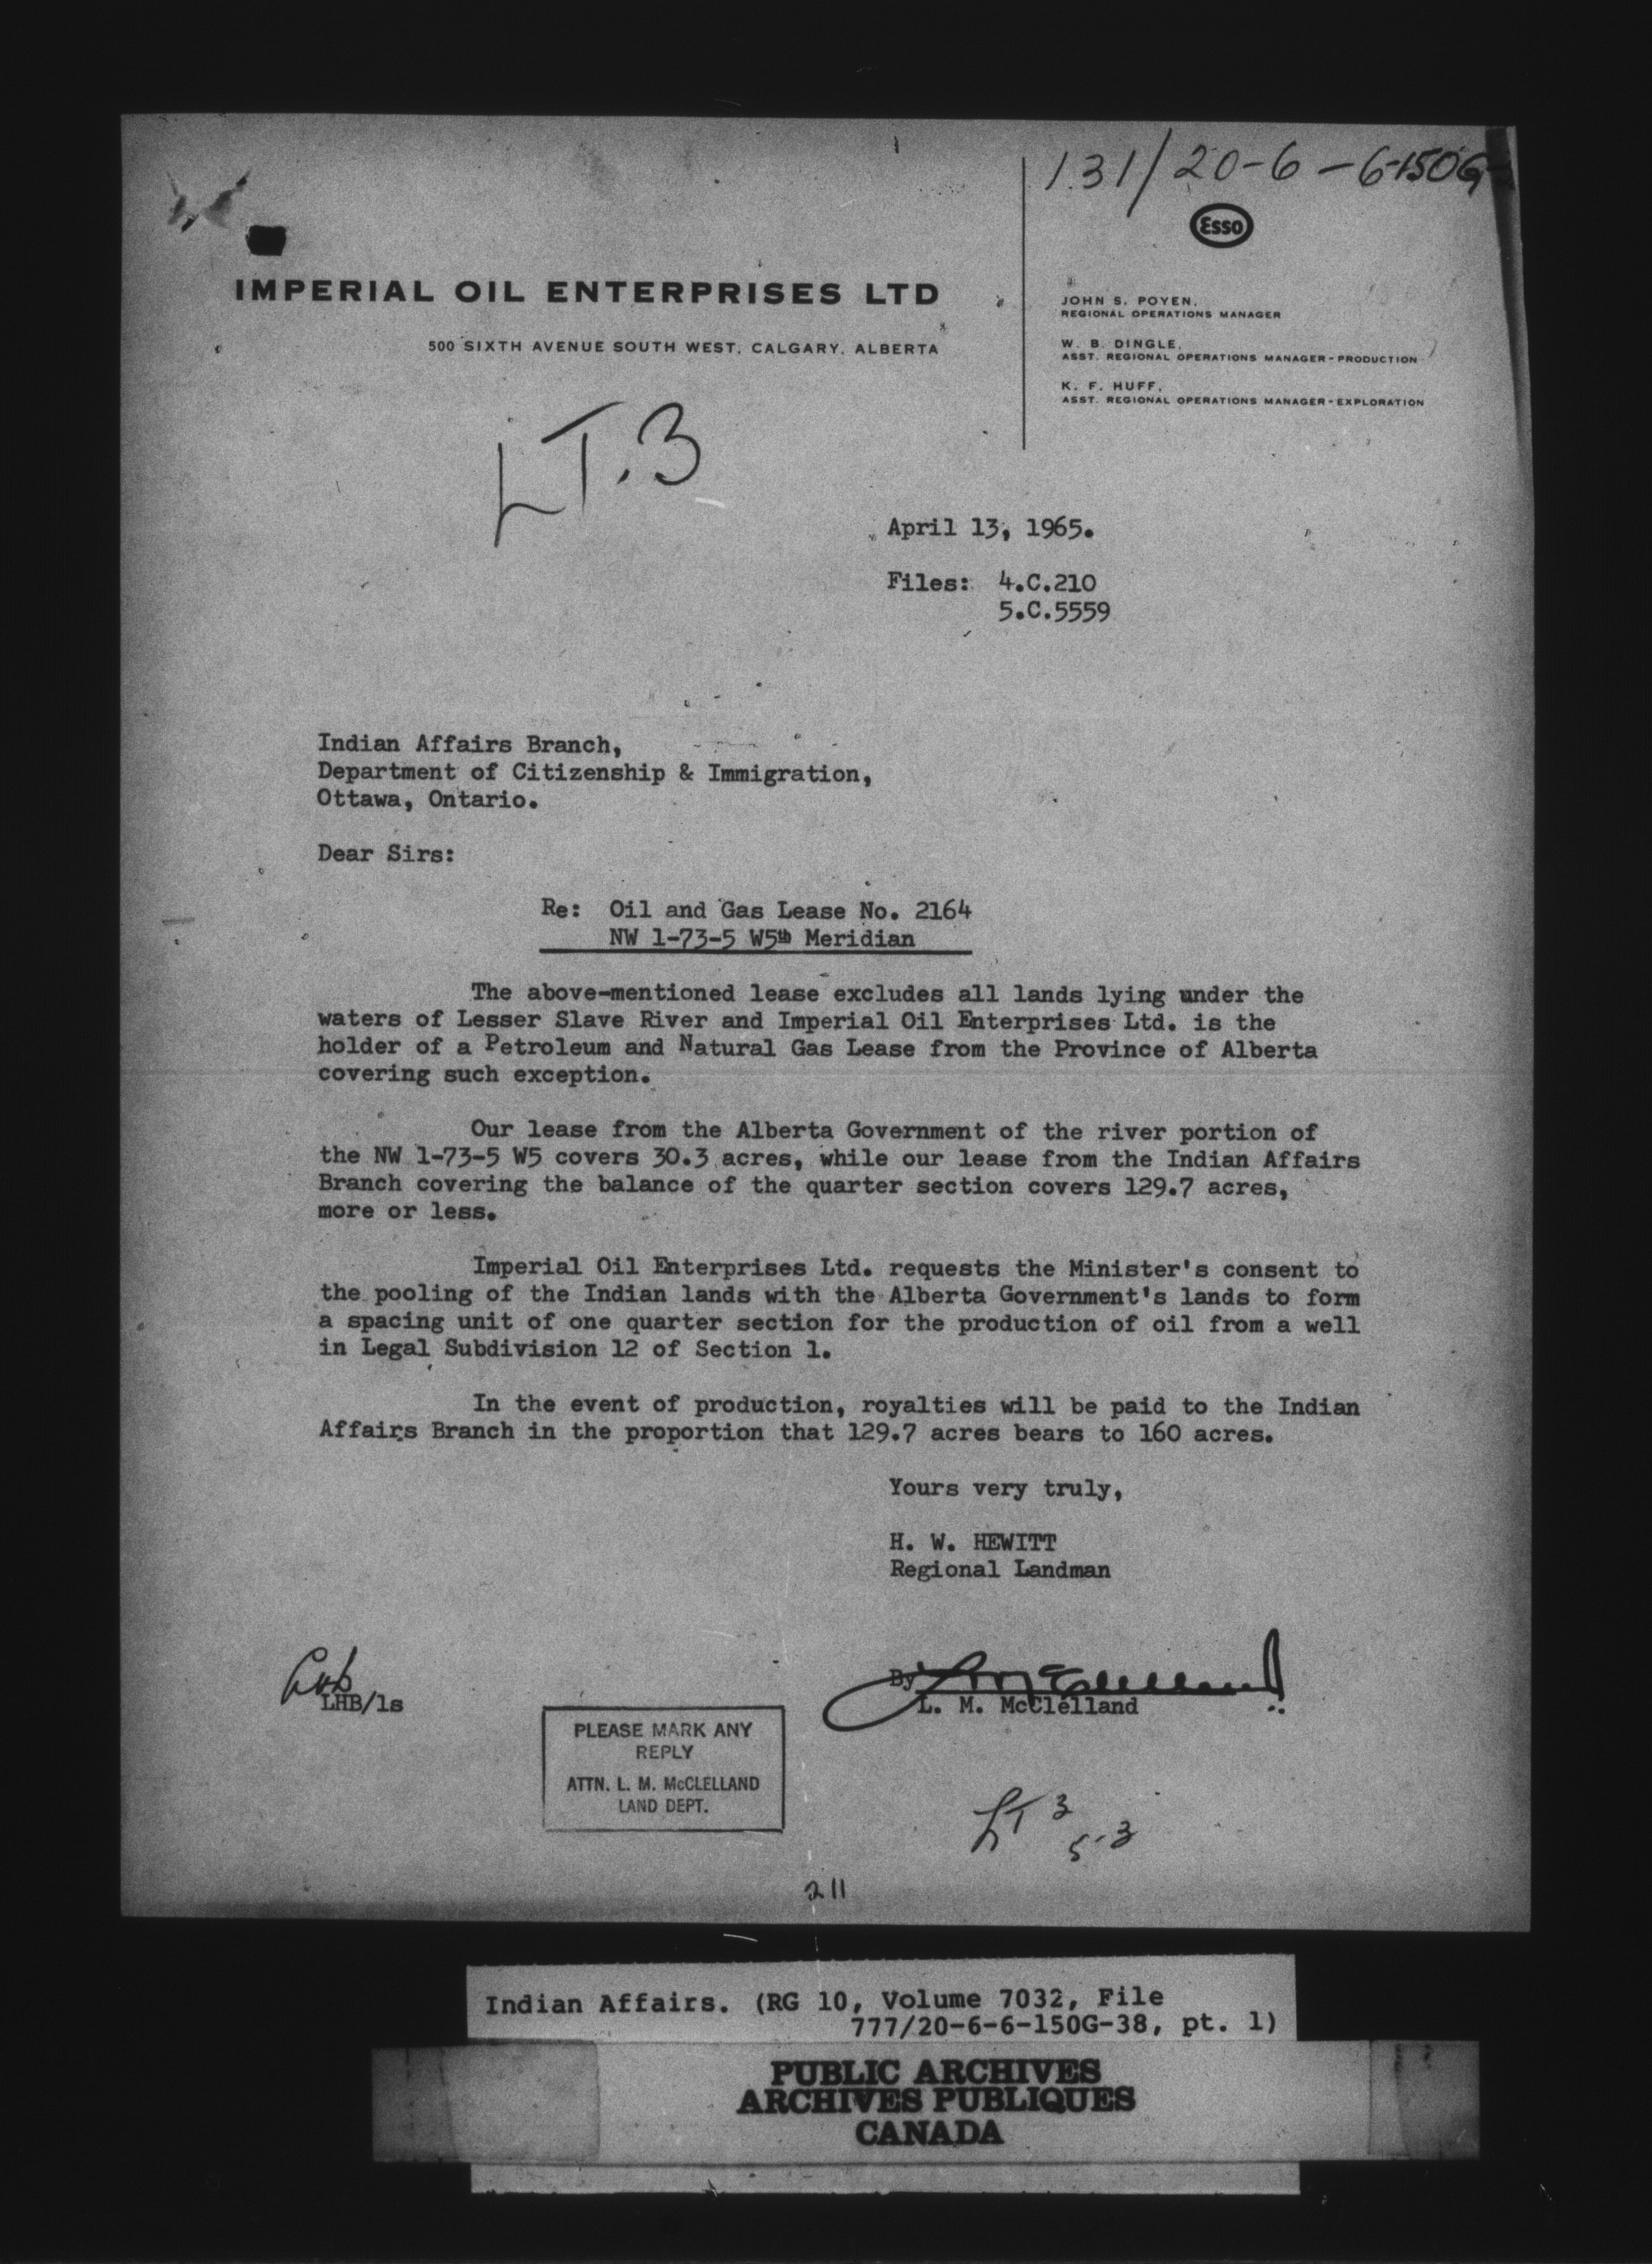 131/20-6-6-150G-
Esso
IMPERIAL OIL ENTERPRISES LTD
500 SIXTH AVENUE SOUTH WEST, CALGARY, ALBERTA
JOHN S. POYEN,
REGIONAL OPERATIONS MANAGER
W. B. DINGLE,
ASST. REGIONAL OPERATIONS MANAGER - PRODUCTION
K. F. HUFF,
ASST. REGIONAL OPERATIONS MANAGER - EXPLORATION
LT.3
April 13, 1965.
Files: 4.C.210
5.C.5559
Indian Affairs Branch,
Department of Citizenship & Immigration,
Ottawa, Ontario.
Dear Sirs:
Re: Oil and Gas Lease No. 2164
NW 1-73-5 W5th Meridian
The above-mentioned lease excludes all lands lying under the
waters of Lesser Slave River and Imperial Oil Enterprises Ltd. is the
holder of a Petroleum and Natural Gas Lease from the Province of Alberta
covering such exception.
Our lease from the Alberta Government of the river portion of
the NW 1-73-5 W5 covers 30.3 acres, while our lease from the Indian Affairs
Branch covering the balance of the quarter section covers 129.7 acres,
more or less.
Imperial Oil Enterprises Ltd. requests the Minister's consent to
the pooling of the Indian lands with the Alberta Government's lands to form
a spacing unit of one quarter section for the production of oil from a well
in Legal Subdivision 12 of Section 1.
In the event of production, royalties will be paid to the Indian
Affairs Branch in the proportion that 129.7 acres bears to 160 acres.
Yours very truly,
H. W. HEWITT
Regional Landman
By
L. M. McClelland
LHB/ls
PLEASE MARK ANY
REPLY
ATTN. L. M. McCLELLAND
LAND DEPT.
LT 3
5-3
211
Indian Affairs. (RG 10, Volume 7032, File
777/20-6-6-150G-38, pt. 1)
PUBLIC ARCHIVES
ARCHIVES PUBLIQUES
CANADA